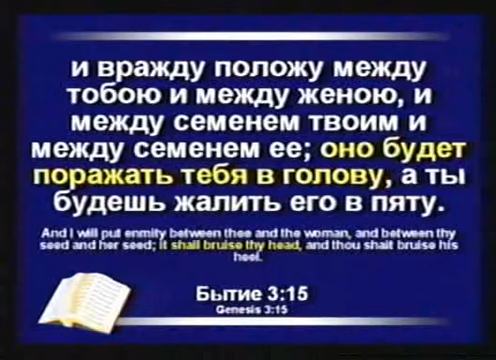 и вражду положу между
тобою и между женою, и
между семенем твоим и
между семенем ее; оно будет
поражать тебя в голову, а ты
будешь жалить его в пяту.
And I will put enmity between thee and the woman, and between thy
seed and her seed; it shall bruise thy head, and thou shalt bruise his
heel.
Бытие 3:15
Genesis 3:15